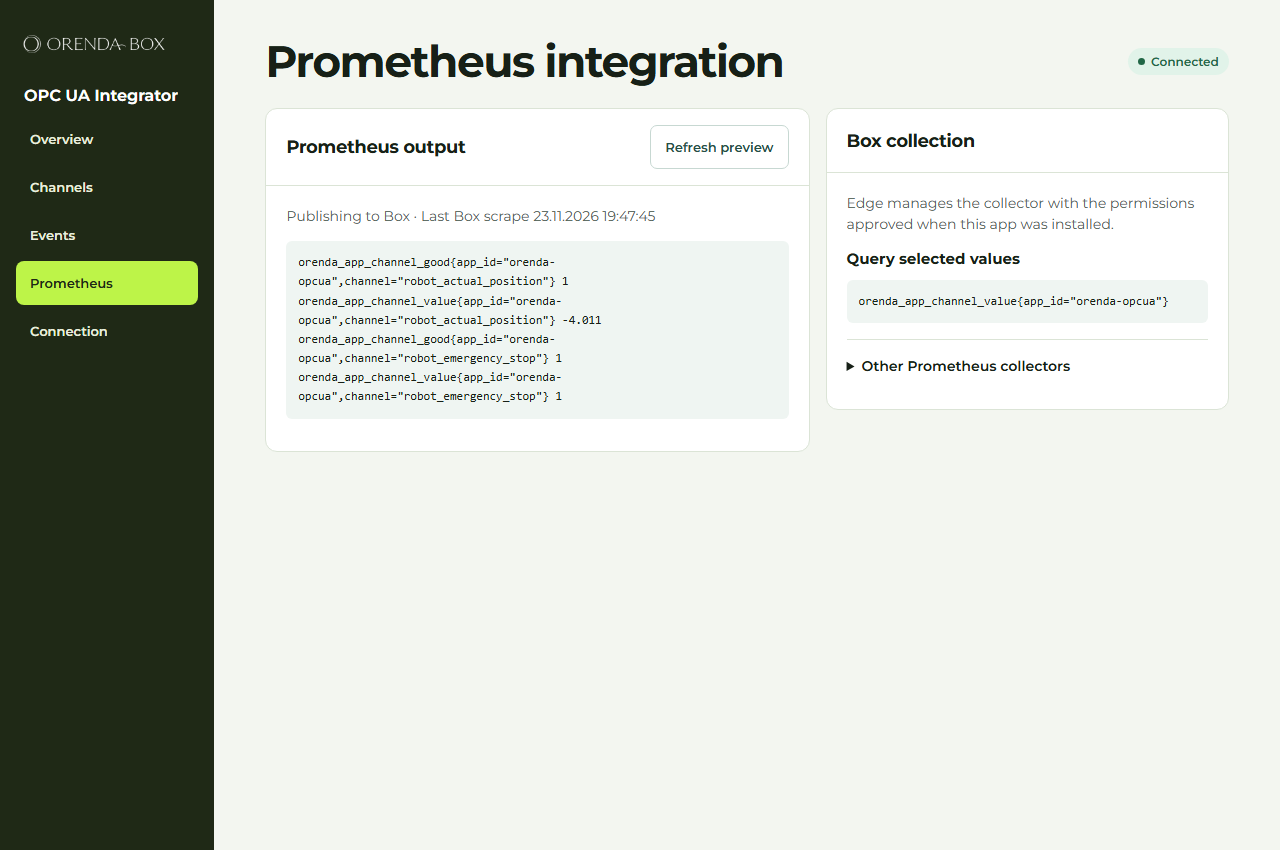 ORENDA BOX
OPC UA Integrator
Overview
Channels
Events
Prometheus
Connection
Prometheus integration
Connected
Prometheus output
Refresh preview
Publishing to Box · Last Box scrape 23.11.2026 19:47:45
orenda_app_channel_good{app_id="orenda-
opcua",channel="robot_actual_position"} 1
orenda_app_channel_value{app_id="orenda-
opcua",channel="robot_actual_position"} -4.011
orenda_app_channel_good{app_id="orenda-
opcua",channel="robot_emergency_stop"} 1
orenda_app_channel_value{app_id="orenda-
opcua",channel="robot_emergency_stop"} 1
Box collection
Edge manages the collector with the permissions
approved when this app was installed.
Query selected values
orenda_app_channel_value{app_id="orenda-opcua"}
Other Prometheus collectors